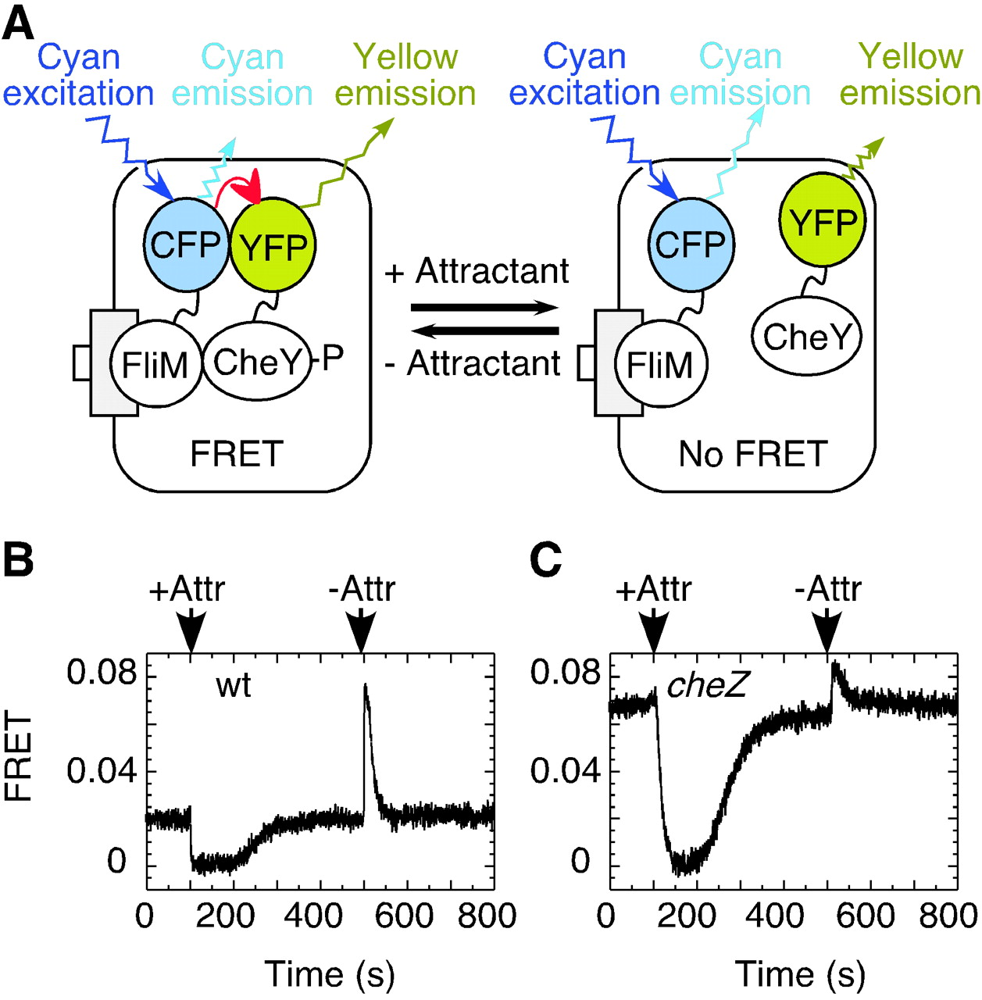 A
Cyan excitation
Cyan emission
Yellow emission
Cyan excitation
Cyan emission
Yellow emission
CFP
YFP
FliM
CheY
-P
FRET
+ Attractant
- Attractant
CFP
YFP
FliM
CheY
No FRET
B
+Attr
-Attr
wt
FRET
0.08
0.04
0
0 200 400 600 800
Time (s)
C
+Attr
-Attr
cheZ
0.08
0.04
0
0 200 400 600 800
Time (s)